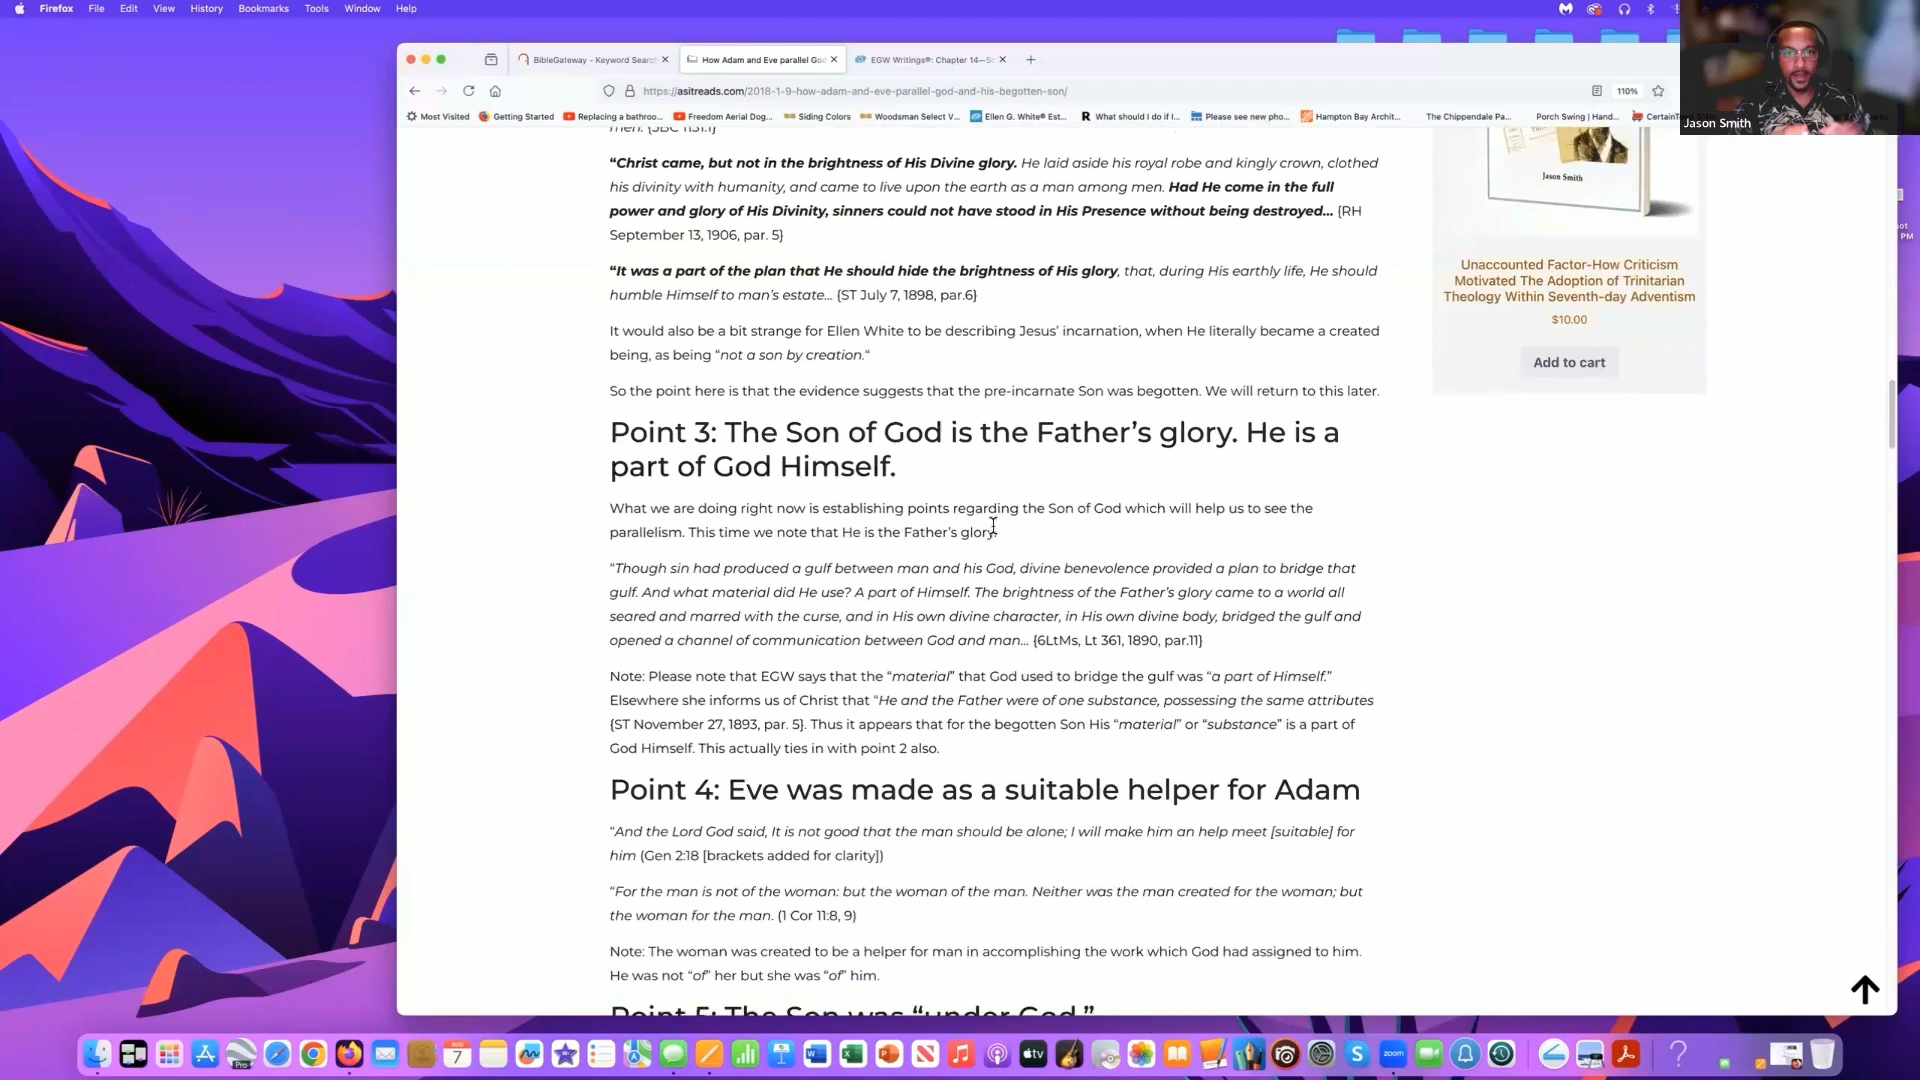 Firefox File Edit View History Bookmarks Tools Window Help
BibleGateway - Keyword Searc
How Adam and Eve parallel God
EGW Writings®: Chapter 14—S
https://asitreads.com/2018-1-9-how-adam-and-eve-parallel-god-and-his-begotten-son/
110%
Most Visited Getting Started Replacing a bathroo... Freedom Aerial Dog... Siding Colors Woodsman Select V... Ellen G. White® Est... What should I do if I... Please see new pho... Hampton Bay Archit... The Chippendale Pa... Porch Swing | Hand... CertainT
Jason Smith
men. {5BC 1131.1}
“Christ came, but not in the brightness of His Divine glory. He laid aside his royal robe and kingly crown, clothed
his divinity with humanity, and came to live upon the earth as a man among men. Had He come in the full
power and glory of His Divinity, sinners could not have stood in His Presence without being destroyed… {RH
September 13, 1906, par. 5}
“It was a part of the plan that He should hide the brightness of His glory, that, during His earthly life, He should
humble Himself to man’s estate… {ST July 7, 1898, par.6}
It would also be a bit strange for Ellen White to be describing Jesus’ incarnation, when He literally became a created
being, as being “not a son by creation.“
So the point here is that the evidence suggests that the pre-incarnate Son was begotten. We will return to this later.
Point 3: The Son of God is the Father’s glory. He is a
part of God Himself.
What we are doing right now is establishing points regarding the Son of God which will help us to see the
parallelism. This time we note that He is the Father’s glory.
“Though sin had produced a gulf between man and his God, divine benevolence provided a plan to bridge that
gulf. And what material did He use? A part of Himself. The brightness of the Father’s glory came to a world all
seared and marred with the curse, and in His own divine character, in His own divine body, bridged the gulf and
opened a channel of communication between God and man… {6LtMs, Lt 361, 1890, par.11}
Note: Please note that EGW says that the “material” that God used to bridge the gulf was “a part of Himself.”
Elsewhere she informs us of Christ that “He and the Father were of one substance, possessing the same attributes
{ST November 27, 1893, par. 5}. Thus it appears that for the begotten Son His “material” or “substance” is a part of
God Himself. This actually ties in with point 2 also.
Point 4: Eve was made as a suitable helper for Adam
“And the Lord God said, It is not good that the man should be alone; I will make him an help meet [suitable] for
him (Gen 2:18 [brackets added for clarity])
“For the man is not of the woman: but the woman of the man. Neither was the man created for the woman; but
the woman for the man. (1 Cor 11:8, 9)
Note: The woman was created to be a helper for man in accomplishing the work which God had assigned to him.
He was not “of” her but she was “of” him.
Point 5: The Son was “under God.”
Jason Smith
Unaccounted Factor-How Criticism
Motivated The Adoption of Trinitarian
Theology Within Seventh-day Adventism
$10.00
Add to cart
PM
Pro
AUG
7
tv
zoom